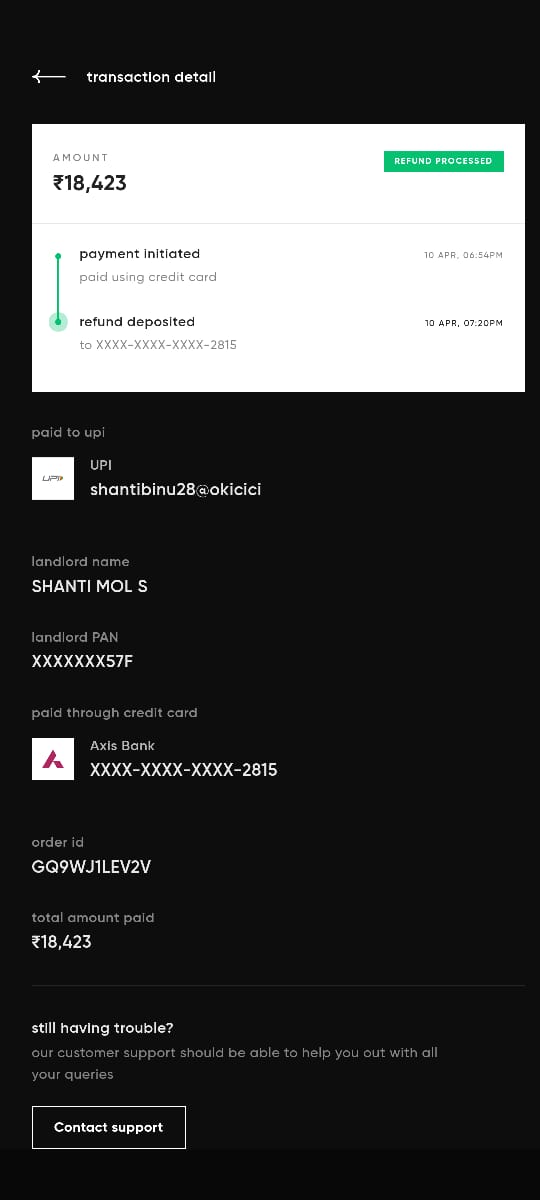 transaction detail
AMOUNT
REFUND PROCESSED
₹18,423
payment initiated
10 APR, 06:54PM
paid using credit card
refund deposited
10 APR, 07:20PM
to XXXX-XXXX-XXXX-2815
paid to upi
UPI
UPI
shantibinu28@okicici
landlord name
SHANTI MOL S
landlord PAN
XXXXXXX57F
paid through credit card
Axis Bank
XXXX-XXXX-XXXX-2815
order id
GQ9WJ1LEV2V
total amount paid
₹18,423
still having trouble?
our customer support should be able to help you out with all
your queries
Contact support